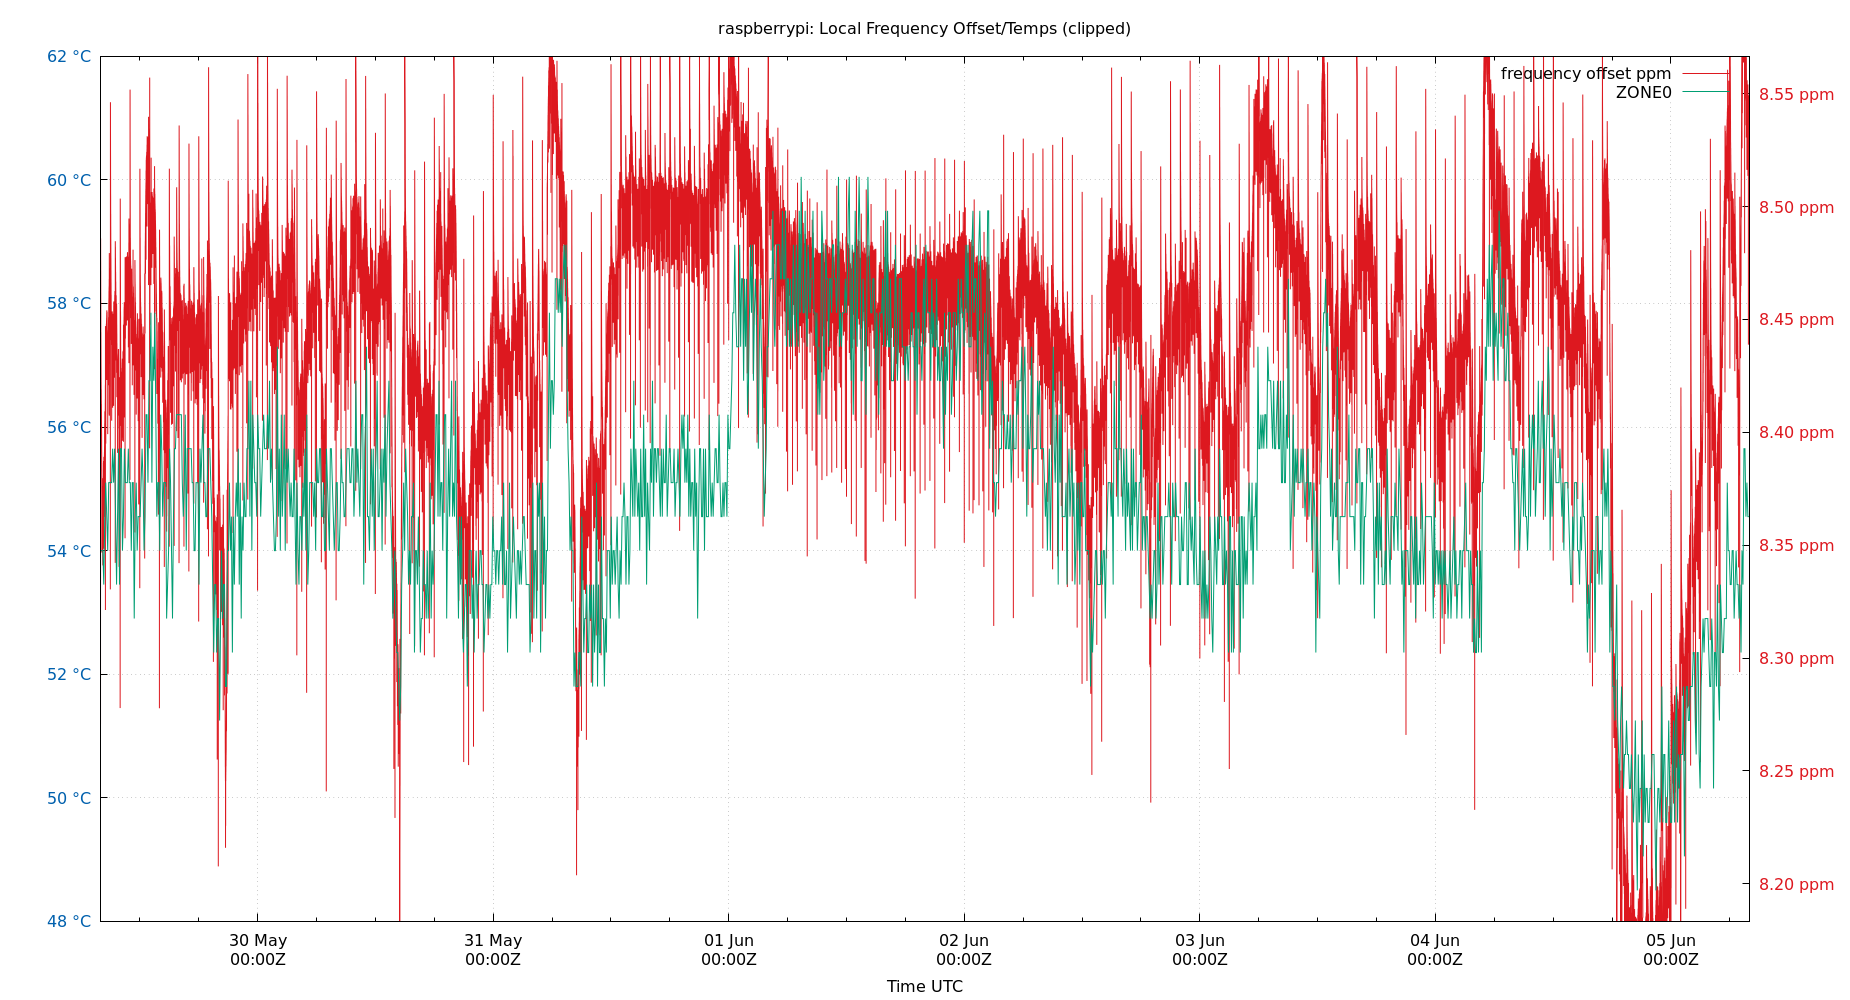 raspberrypi: Local Frequency Offset/Temps (clipped)
frequency offset ppm
ZONE0
62 °C
60 °C
58 °C
56 °C
54 °C
52 °C
50 °C
48 °C
8.55 ppm
8.50 ppm
8.45 ppm
8.40 ppm
8.35 ppm
8.30 ppm
8.25 ppm
8.20 ppm
30 May
00:00Z
31 May
00:00Z
01 Jun
00:00Z
02 Jun
00:00Z
03 Jun
00:00Z
04 Jun
00:00Z
05 Jun
00:00Z
Time UTC